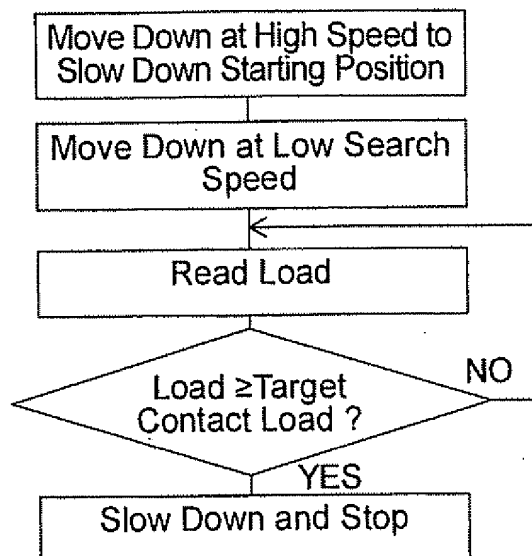 Move Down at High Speed to
Slow Down Starting Position
Move Down at Low Search
Speed
Read Load
Load ≥Target
Contact Load ?
NO
YES
Slow Down and Stop